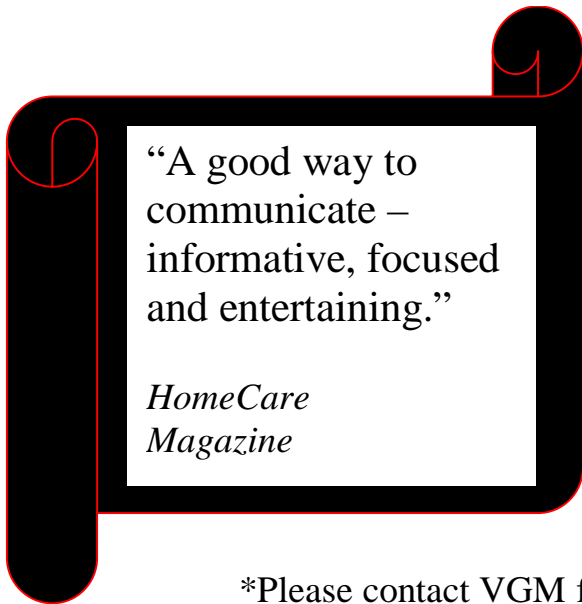 “A good way to
communicate –
informative, focused
and entertaining.”
HomeCare
Magazine
*Please contact VGM